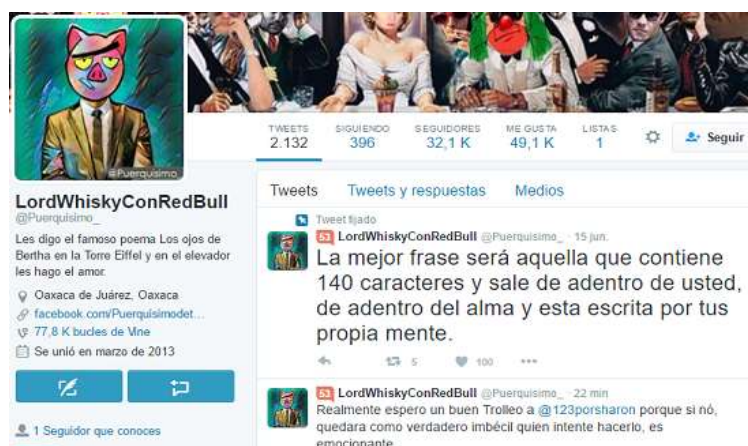 @Puerquisimo
TWEETS SIGUIENDO SEGUIDORES ME GUSTA LISTAS
2.132 396 32,1 K 49,1 K 1
Seguir
LordWhiskyConRedBull
@Puerquisimo_
Les digo el famoso poema Los ojos de
Bertha en la Torre Eiffel y en el elevador
les hago el amor.
Oaxaca de Juárez, Oaxaca
facebook.com/Puerquisimodet...
77,8 K bucles de Vine
Se unió en marzo de 2013
1 Seguidor que conoces
Tweets Tweets y respuestas Medios
Tweet fijado
53 LordWhiskyConRedBull @Puerquisimo_ · 15 jun.
La mejor frase será aquella que contiene
140 caracteres y sale de adentro de usted,
de adentro del alma y esta escrita por tus
propia mente.
5 100
53 LordWhiskyConRedBull @Puerquisimo_ · 22 min
Realmente espero un buen Trolleo a @123porsharon porque si nó,
quedara como verdadero imbécil quien intente hacerlo, es
emocionante